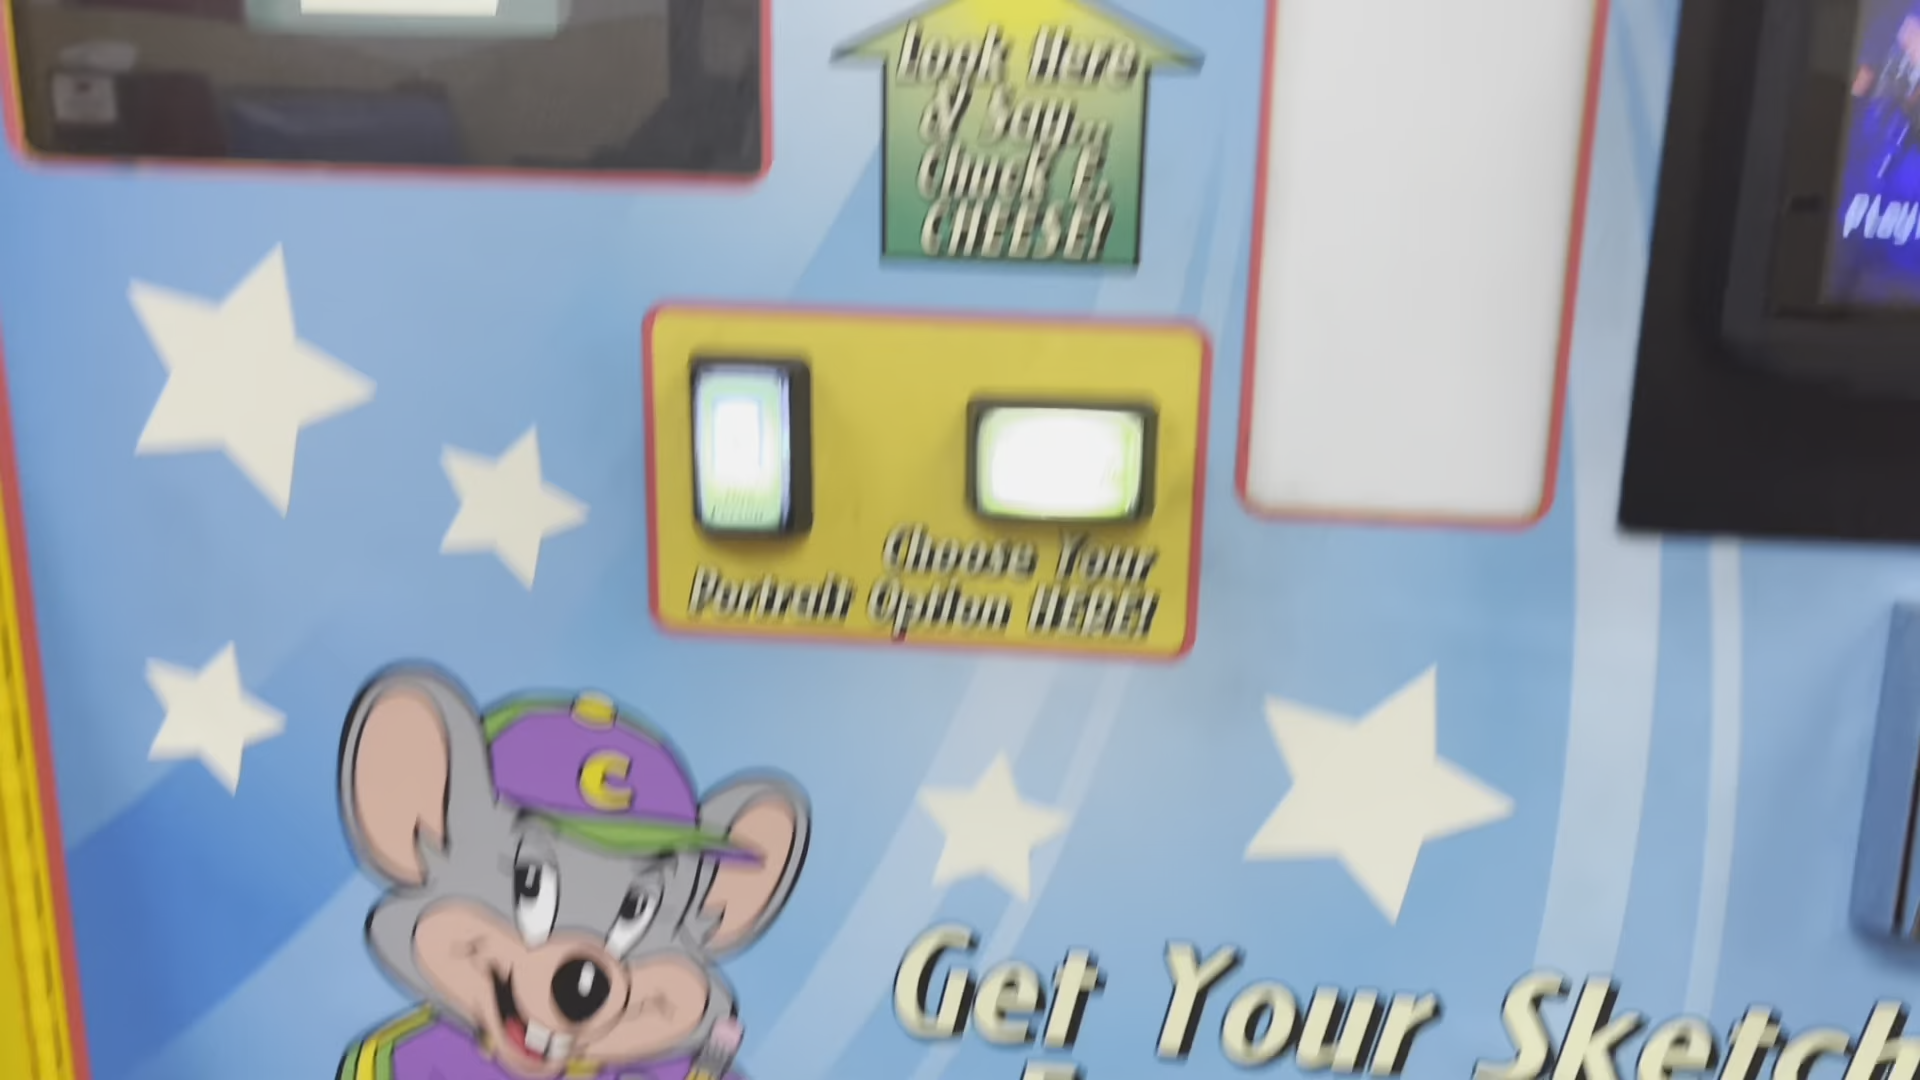 Look Here
& Say...
Chuck E.
CHEESE!
Choose Your
Portrait Option HERE!
C
Get Your Sketch